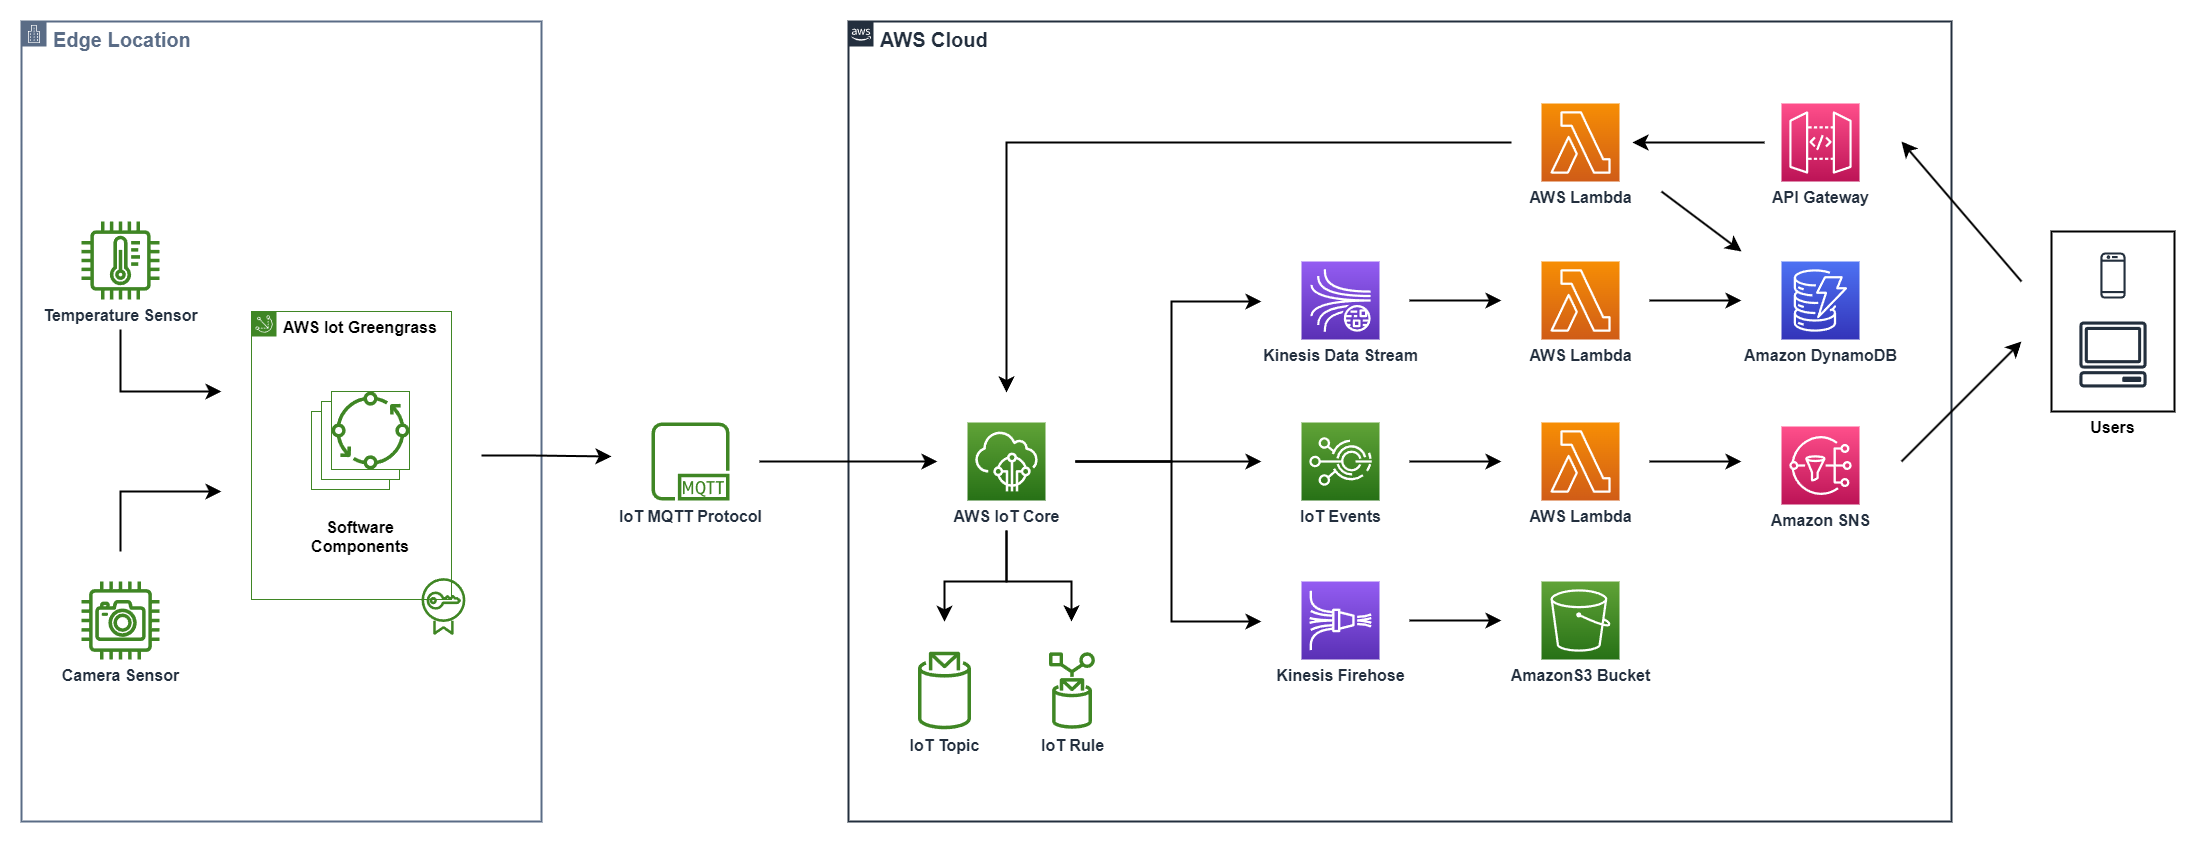 Edge Location
aws
AWS Cloud
</>
AWS Lambda
API Gateway
Temperature Sensor
AWS Iot Greengrass
Kinesis Data Stream
AWS Lambda
Amazon DynamoDB
Users
MQTT
IoT MQTT Protocol
AWS IoT Core
IoT Events
AWS Lambda
Amazon SNS
Software
Components
Camera Sensor
Kinesis Firehose
AmazonS3 Bucket
IoT Topic
IoT Rule